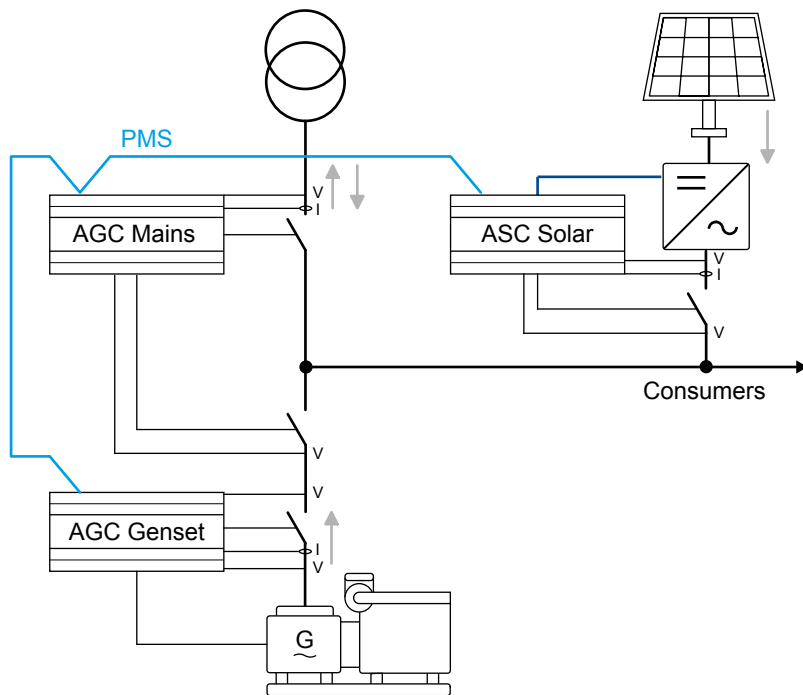 PMS
V
I
AGC Mains
ASC Solar
V
I
V
Consumers
V
V
AGC Genset
I
V
G